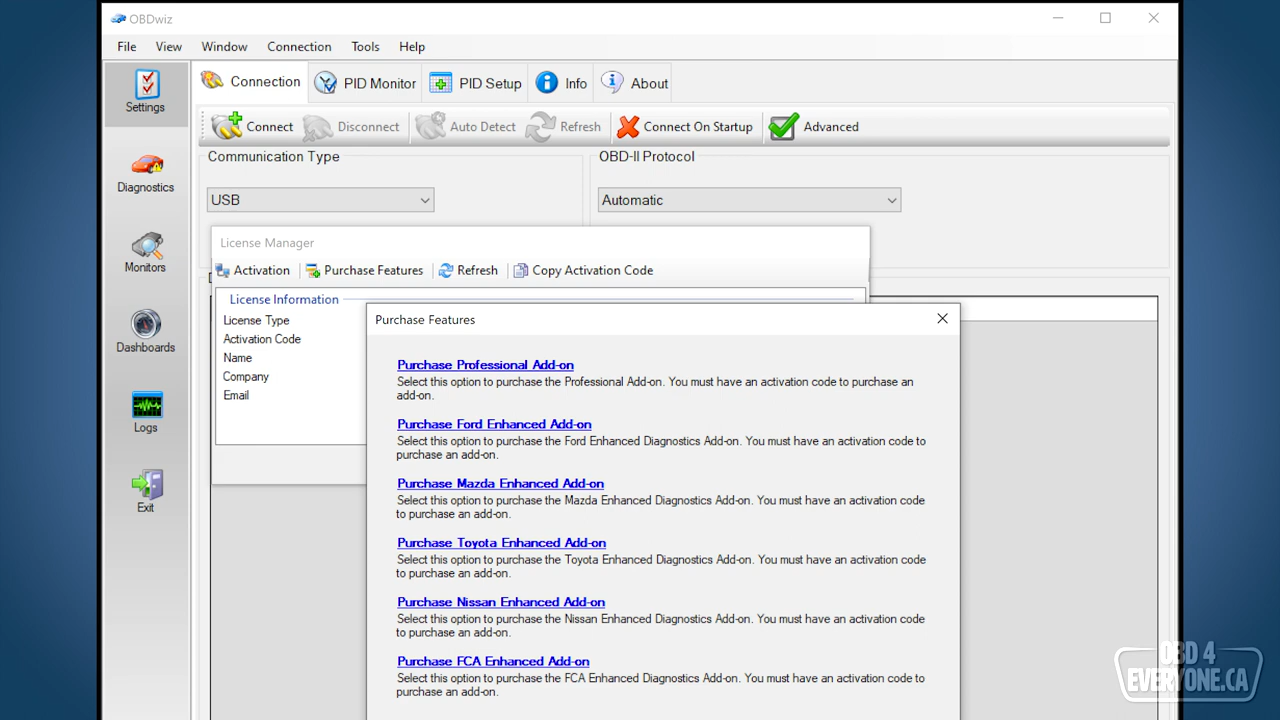 OBDwiz
File View Window Connection Tools Help
Settings
Diagnostics
Monitors
Dashboards
Logs
Exit
Connection PID Monitor PID Setup Info About
Connect Disconnect Auto Detect Refresh Connect On Startup Advanced
Communication Type
USB
OBD-II Protocol
Automatic
License Manager
Activation Purchase Features Refresh Copy Activation Code
License Information
License Type
Activation Code
Name
Company
Email
Purchase Features
Purchase Professional Add-on
Select this option to purchase the Professional Add-on. You must have an activation code to purchase an
add-on.
Purchase Ford Enhanced Add-on
Select this option to purchase the Ford Enhanced Diagnostics Add-on. You must have an activation code to
purchase an add-on.
Purchase Mazda Enhanced Add-on
Select this option to purchase the Mazda Enhanced Diagnostics Add-on. You must have an activation code
to purchase an add-on.
Purchase Toyota Enhanced Add-on
Select this option to purchase the Toyota Enhanced Diagnostics Add-on. You must have an activation code
to purchase an add-on.
Purchase Nissan Enhanced Add-on
Select this option to purchase the Nissan Enhanced Diagnostics Add-on. You must have an activation code
to purchase an add-on.
Purchase FCA Enhanced Add-on
Select this option to purchase the FCA Enhanced Diagnostics Add-on. You must have an activation code to
purchase an add-on.
OBD 4
EVERYONE.CA